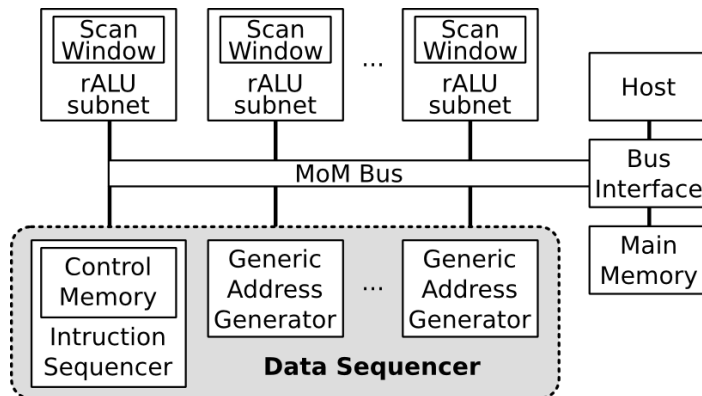 Scan
Window
rALU
subnet
Scan
Window
rALU
subnet
...
Scan
Window
rALU
subnet
Host
MoM Bus
Bus
Interface
Main
Memory
Control
Memory
Intruction
Sequencer
Generic
Address
Generator
...
Generic
Address
Generator
Data Sequencer